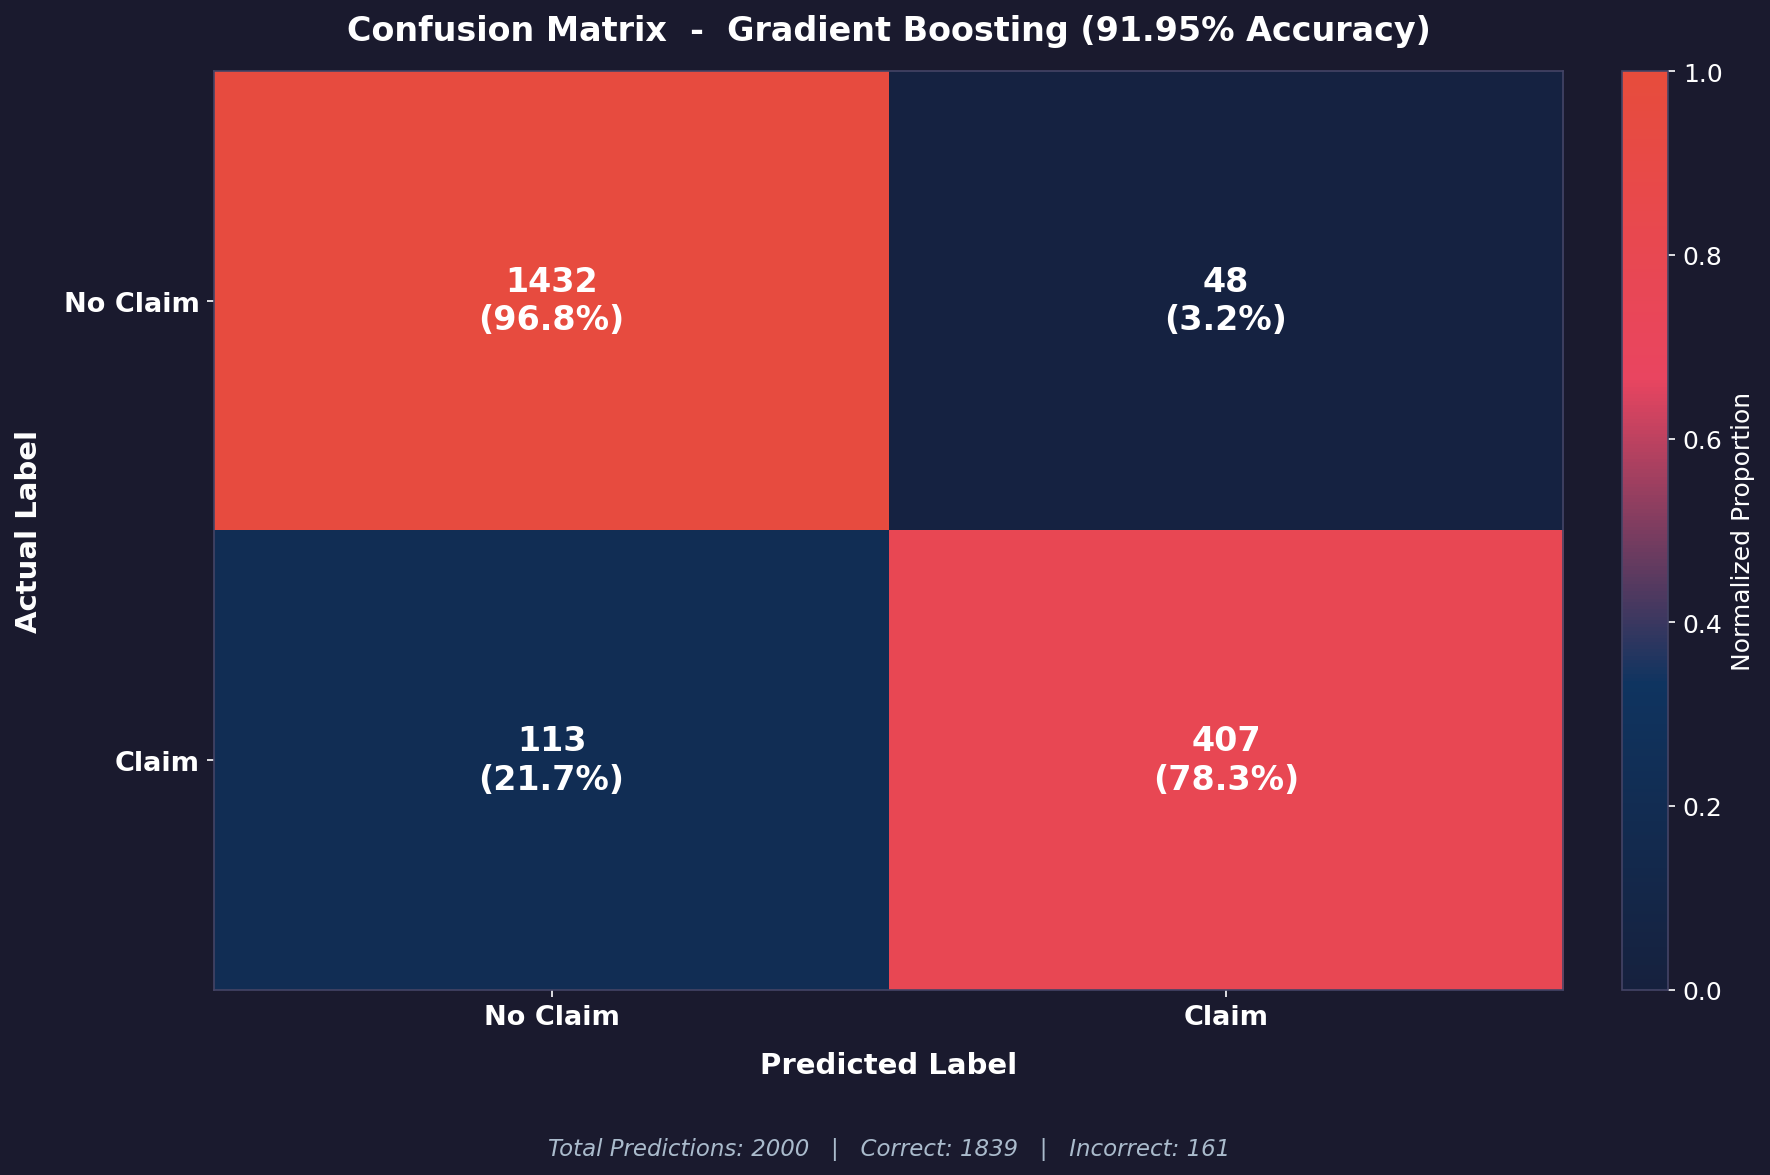 Confusion Matrix - Gradient Boosting (91.95% Accuracy)
1432
(96.8%)
48
(3.2%)
No Claim
113
(21.7%)
407
(78.3%)
Claim
Actual Label
No Claim
Claim
Predicted Label
1.0
0.8
0.6
0.4
0.2
0.0
Normalized Proportion
Total Predictions: 2000 | Correct: 1839 | Incorrect: 161